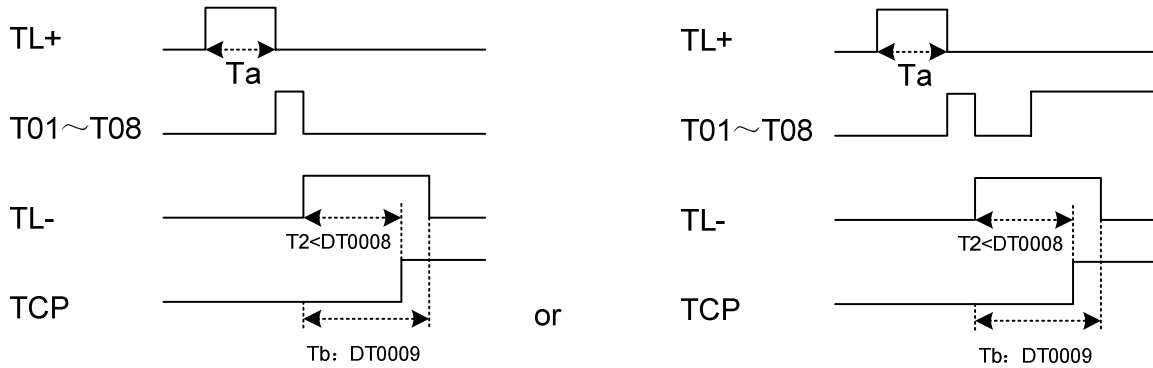 TL+
Ta
T01～T08
TL-
T2<DT0008
TCP
Tb：DT0009
or
TL+
Ta
T01～T08
TL-
T2<DT0008
TCP
Tb：DT0009